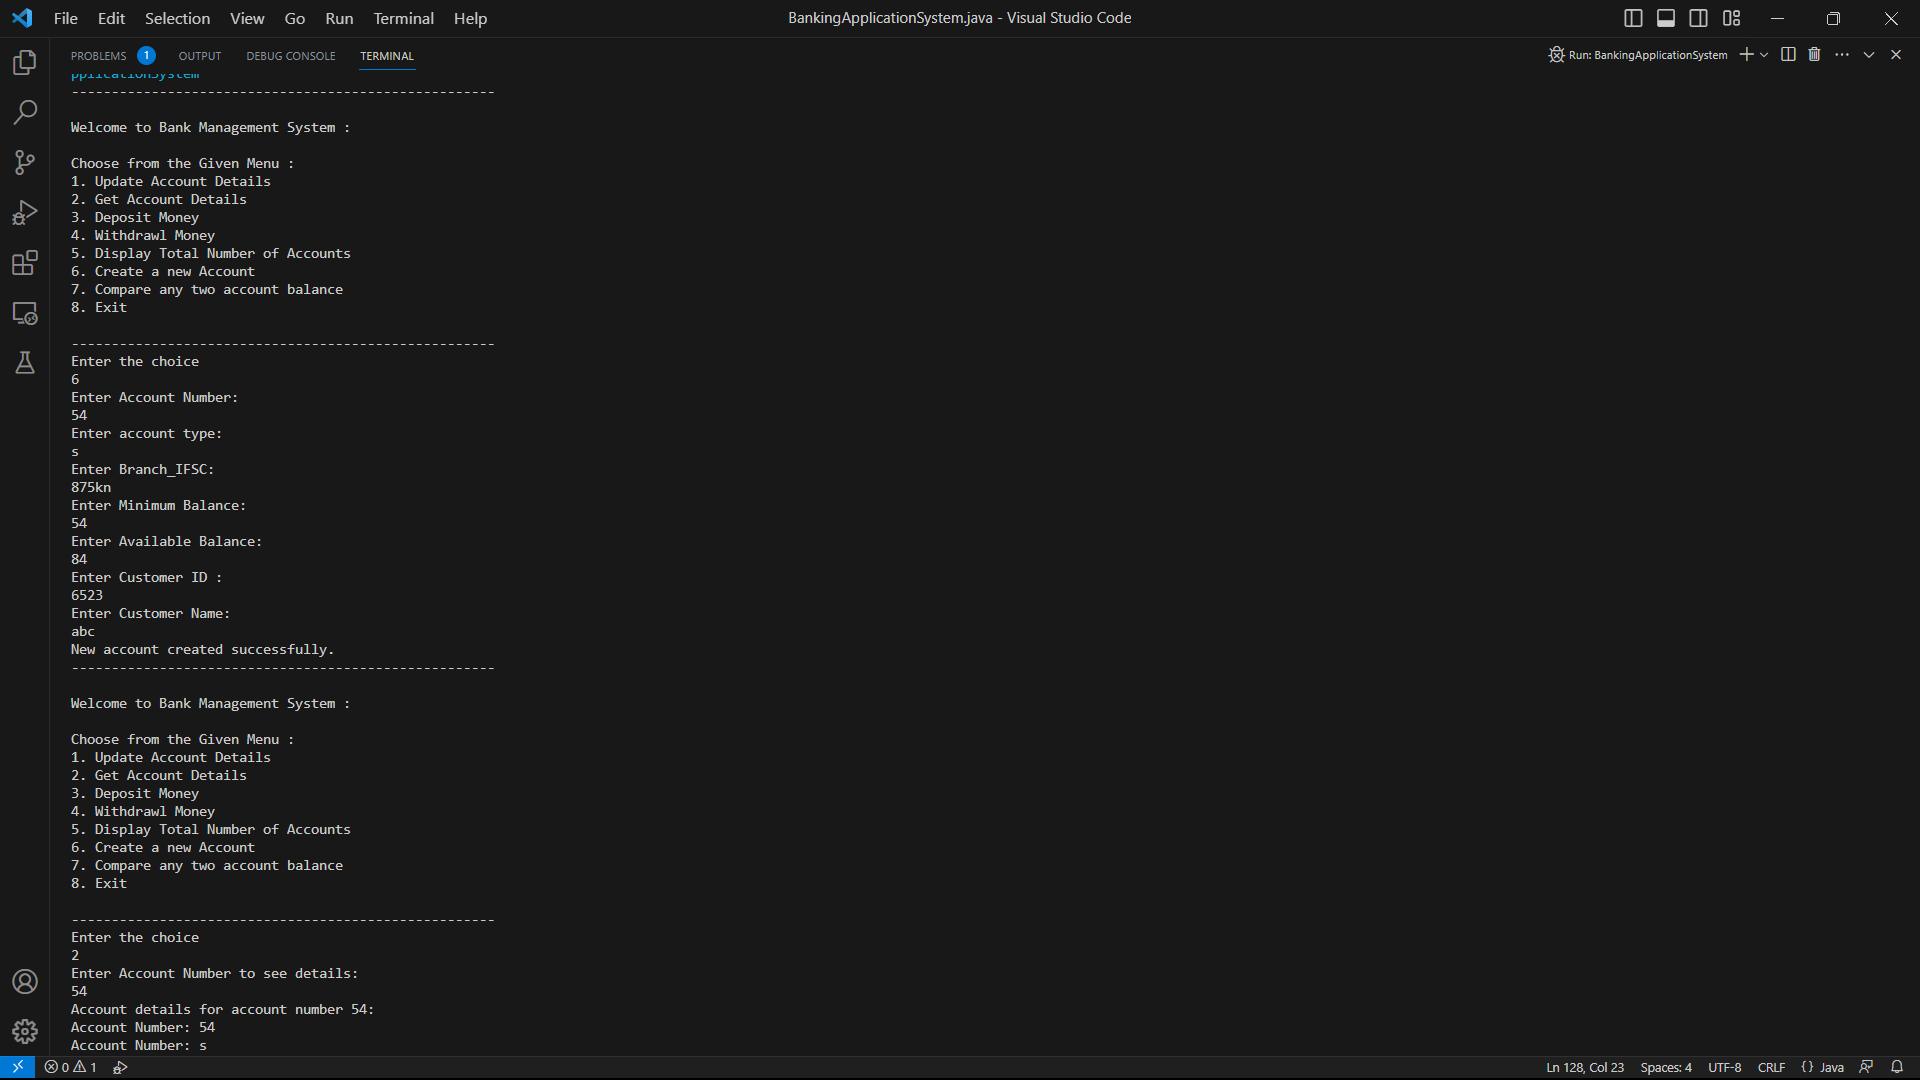 File Edit Selection View Go Run Terminal Help
BankingApplicationSystem.java - Visual Studio Code
PROBLEMS 1 OUTPUT DEBUG CONSOLE TERMINAL
Run: BankingApplicationSystem
pplicationSystem
-----------------------------------------------------
Welcome to Bank Management System :
Choose from the Given Menu :
1. Update Account Details
2. Get Account Details
3. Deposit Money
4. Withdrawl Money
5. Display Total Number of Accounts
6. Create a new Account
7. Compare any two account balance
8. Exit
-----------------------------------------------------
Enter the choice
6
Enter Account Number:
54
Enter account type:
s
Enter Branch_IFSC:
875kn
Enter Minimum Balance:
54
Enter Available Balance:
84
Enter Customer ID :
6523
Enter Customer Name:
abc
New account created successfully.
-----------------------------------------------------
Welcome to Bank Management System :
Choose from the Given Menu :
1. Update Account Details
2. Get Account Details
3. Deposit Money
4. Withdrawl Money
5. Display Total Number of Accounts
6. Create a new Account
7. Compare any two account balance
8. Exit
-----------------------------------------------------
Enter the choice
2
Enter Account Number to see details:
54
Account details for account number 54:
Account Number: 54
Account Number: s
0 1
Ln 128, Col 23 Spaces: 4 UTF-8 CRLF {} Java